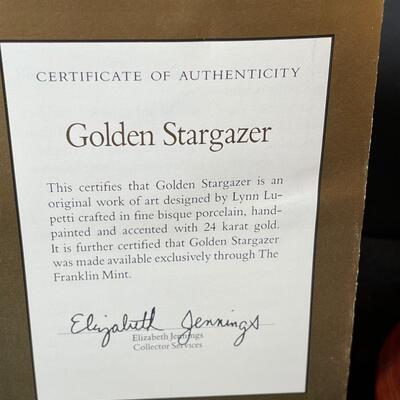 CERTIFICATE OF AUTHENTICITY
Golden Stargazer
This certifies that Golden Stargazer is an
original work of art designed by Lynn Lu-
petti crafted in fine bisque porcelain, hand-
painted and accented with 24 karat gold.
It is further certified that Golden Stargazer
was made available exclusively through The
Franklin Mint.
Elizabeth Jennings
Elizabeth Jennings
Collector Services